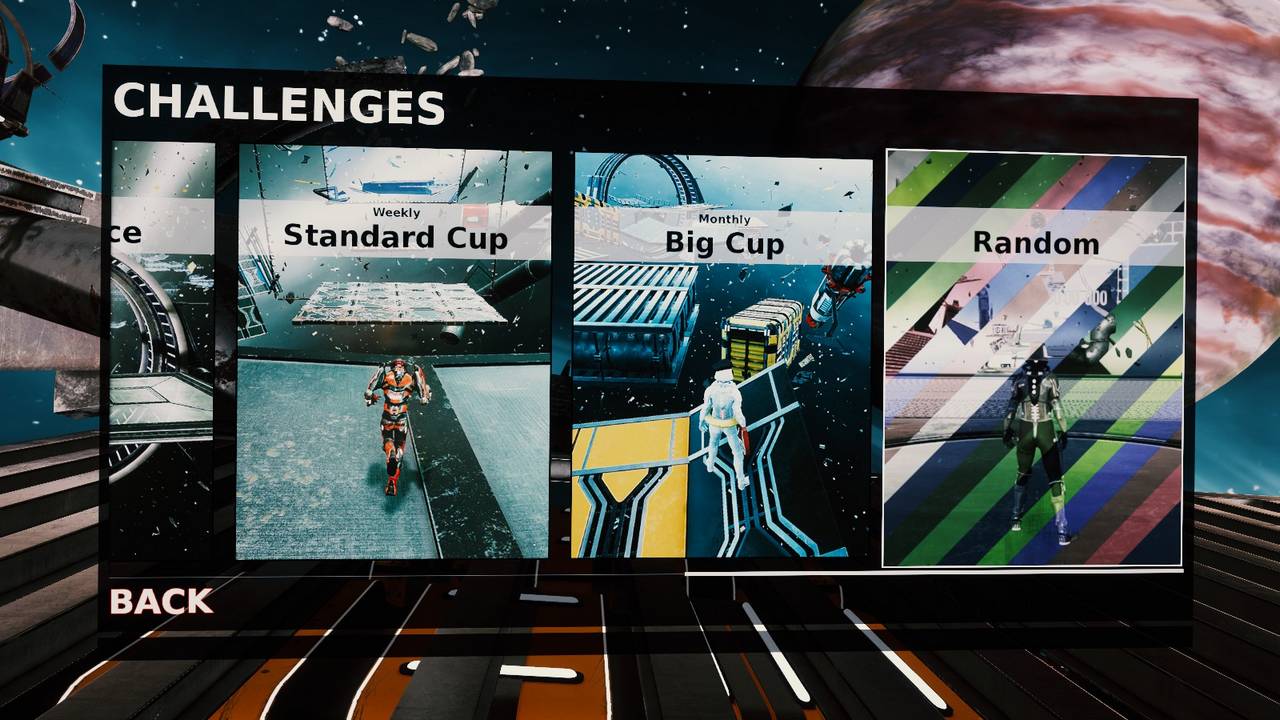 CHALLENGES
ce
Weekly
Standard Cup
Monthly
Big Cup
Random
BACK